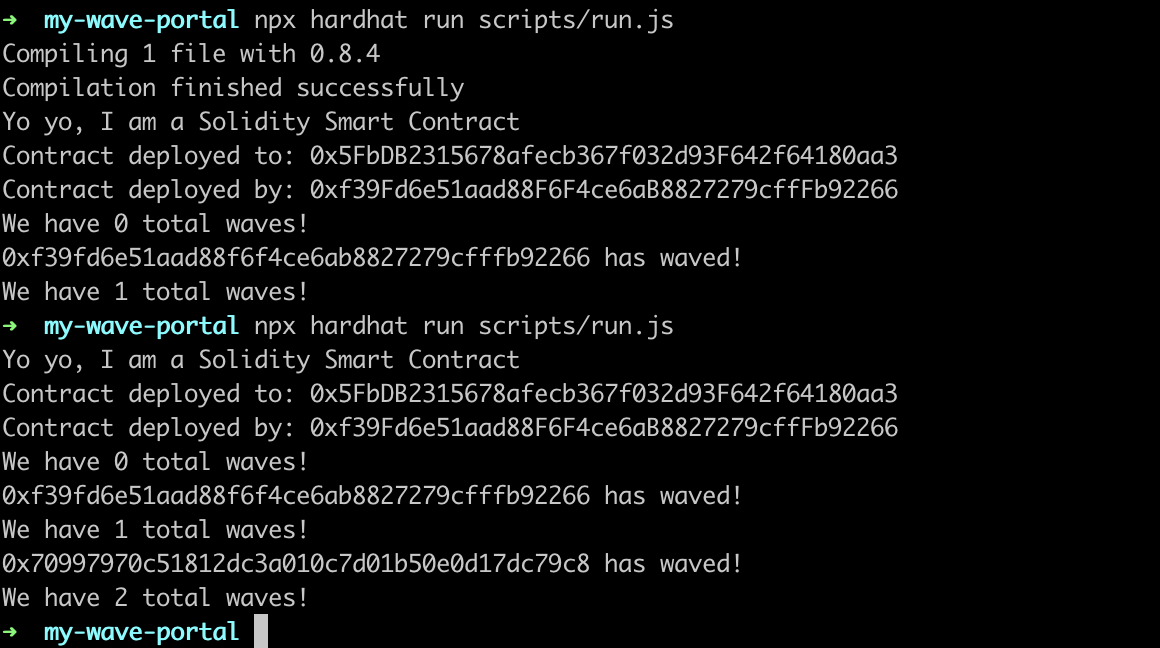 ➜  my-wave-portal npx hardhat run scripts/run.js
Compiling 1 file with 0.8.4
Compilation finished successfully
Yo yo, I am a Solidity Smart Contract
Contract deployed to: 0x5FbDB2315678afecb367f032d93F642f64180aa3
Contract deployed by: 0xf39Fd6e51aad88F6F4ce6aB8827279cffFb92266
We have 0 total waves!
0xf39fd6e51aad88f6f4ce6ab8827279cfffb92266 has waved!
We have 1 total waves!
➜  my-wave-portal npx hardhat run scripts/run.js
Yo yo, I am a Solidity Smart Contract
Contract deployed to: 0x5FbDB2315678afecb367f032d93F642f64180aa3
Contract deployed by: 0xf39Fd6e51aad88F6F4ce6aB8827279cffFb92266
We have 0 total waves!
0xf39fd6e51aad88f6f4ce6ab8827279cfffb92266 has waved!
We have 1 total waves!
0x70997970c51812dc3a010c7d01b50e0d17dc79c8 has waved!
We have 2 total waves!
➜  my-wave-portal